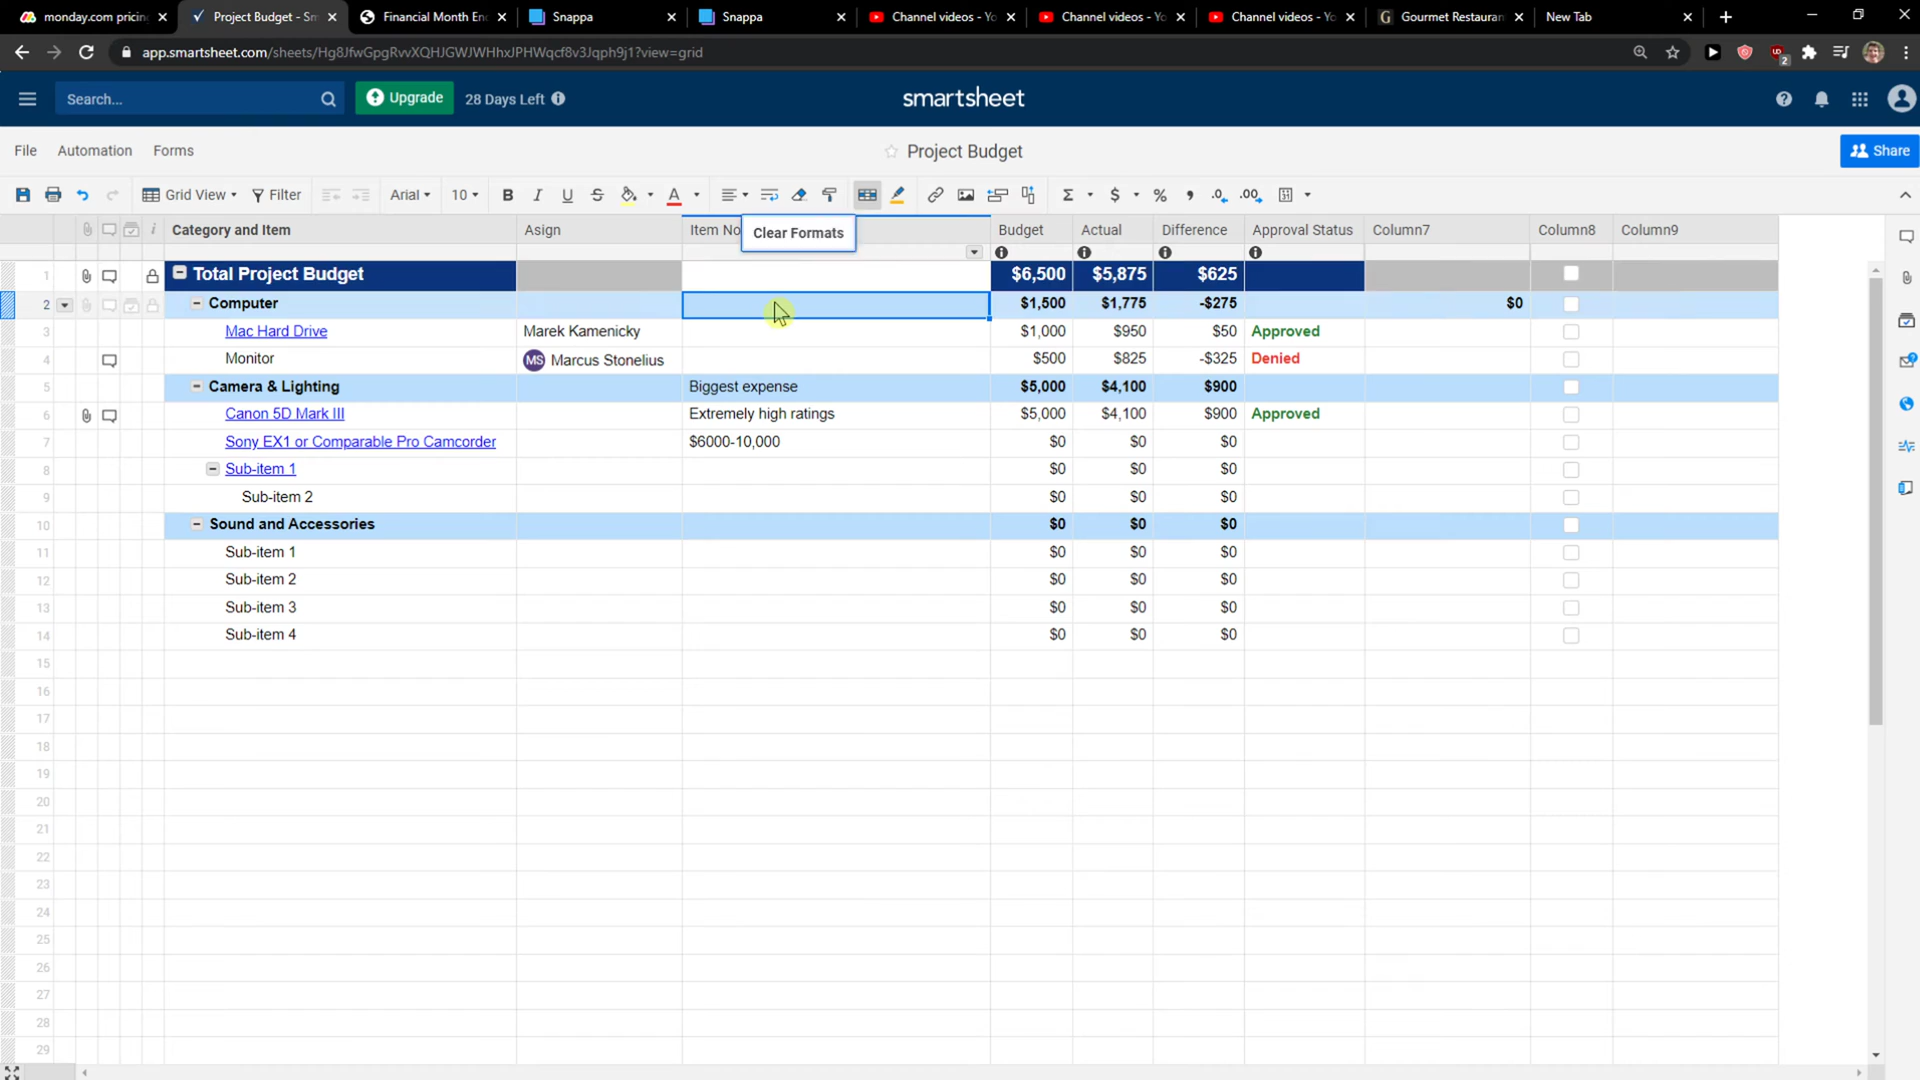 monday.com pricing
Project Budget - Sm
Financial Month En
Snappa
Snappa
Channel videos - Yo
Channel videos - Yo
Channel videos - Yo
Gourmet Restauran
New Tab
app.smartsheet.com/sheets/Hg8JfwGpgRvvXQHJGWJWHhxJPHWqcf8v3Jqph9j1?view=grid
2
Search...
Upgrade
28 Days Left
smartsheet
File
Automation
Forms
Project Budget
Share
Grid View
Filter
Arial
10
B I U S A Σ $ % , .0 .00
Category and Item
Asign
Item No
Clear Formats
Budget
Actual
Difference
Approval Status
Column7
Column8
Column9
1 Total Project Budget $6,500 $5,875 $625
2 Computer $1,500 $1,775 -$275 $0
3 Mac Hard Drive Marek Kamenicky $1,000 $950 $50 Approved
4 Monitor MS Marcus Stonelius $500 $825 -$325 Denied
5 Camera & Lighting Biggest expense $5,000 $4,100 $900
6 Canon 5D Mark III Extremely high ratings $5,000 $4,100 $900 Approved
7 Sony EX1 or Comparable Pro Camcorder $6000-10,000 $0 $0 $0
8 Sub-item 1 $0 $0 $0
9 Sub-item 2 $0 $0 $0
10 Sound and Accessories $0 $0 $0
11 Sub-item 1 $0 $0 $0
12 Sub-item 2 $0 $0 $0
13 Sub-item 3 $0 $0 $0
14 Sub-item 4 $0 $0 $0
15
16
17
18
19
20
21
22
23
24
25
26
27
28
29